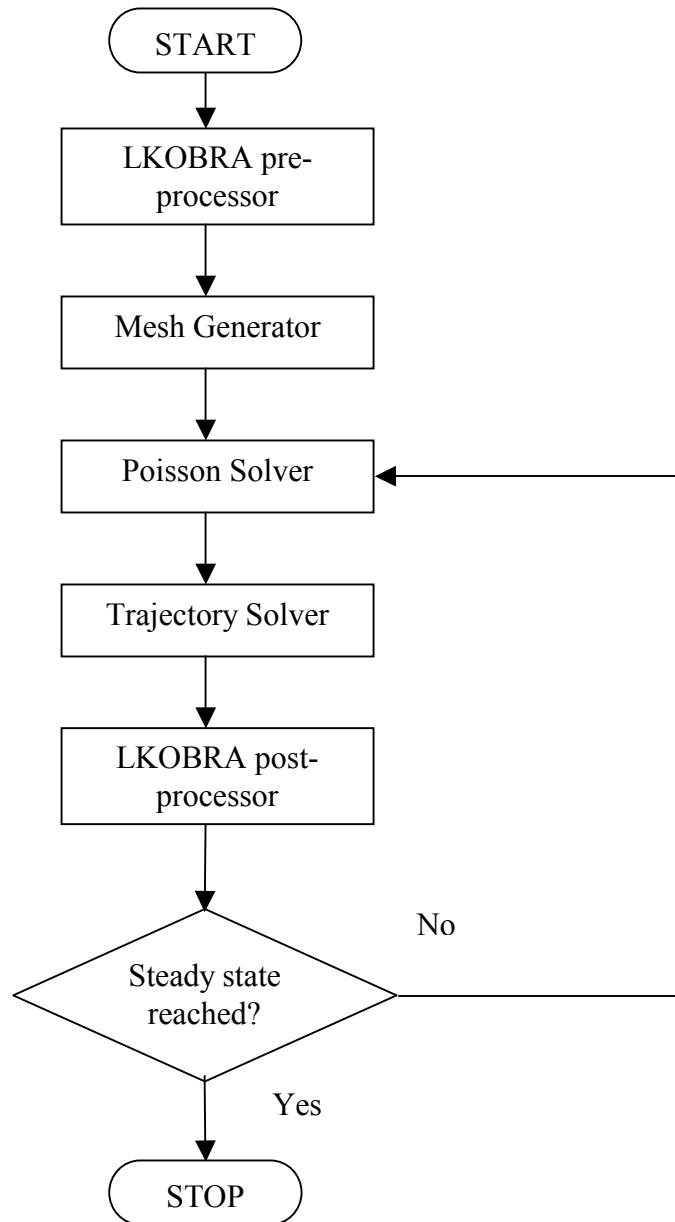 START
LKOBRA pre-
processor
Mesh Generator
Poisson Solver
Trajectory Solver
LKOBRA post-
processor
No
Steady state
reached?
Yes
STOP